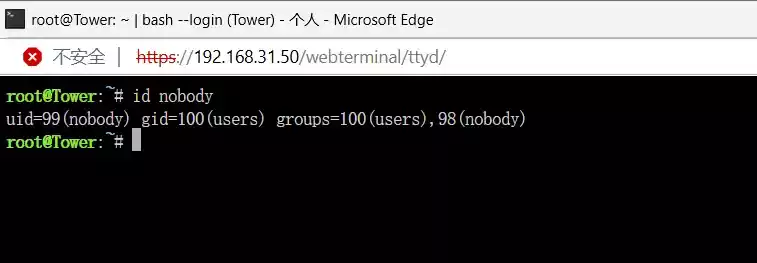 root@Tower: ~ | bash --login (Tower) - 个人 - Microsoft Edge
不安全 | https://192.168.31.50/webterminal/ttyd/
root@Tower:~# id nobody
uid=99(nobody) gid=100(users) groups=100(users),98(nobody)
root@Tower:~#